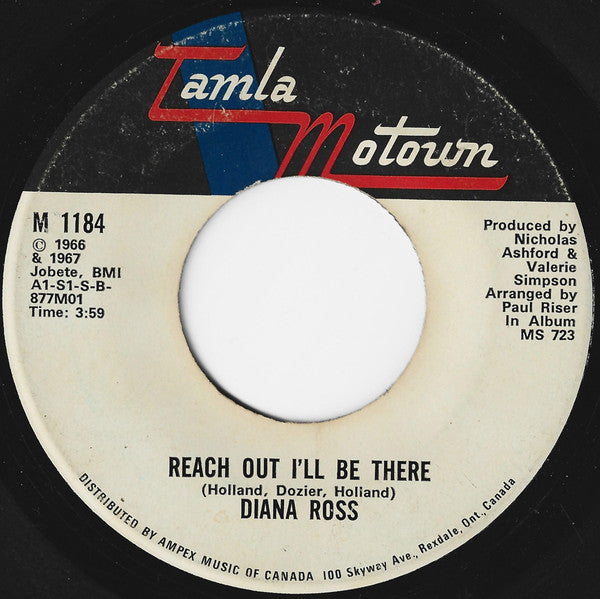 Tamla
Motown
M 1184
© 1966
& 1967
Jobete, BMI
A1-S1-S-B-
877M01
Time: 3:59
Produced by
Nicholas
Ashford &
Valerie
Simpson
Arranged by
Paul Riser
In Album
MS 723
REACH OUT I'LL BE THERE
(Holland, Dozier, Holland)
DIANA ROSS
DISTRIBUTED BY AMPEX MUSIC OF CANADA 100 Skyway Ave., Rexdale, Ont., Canada